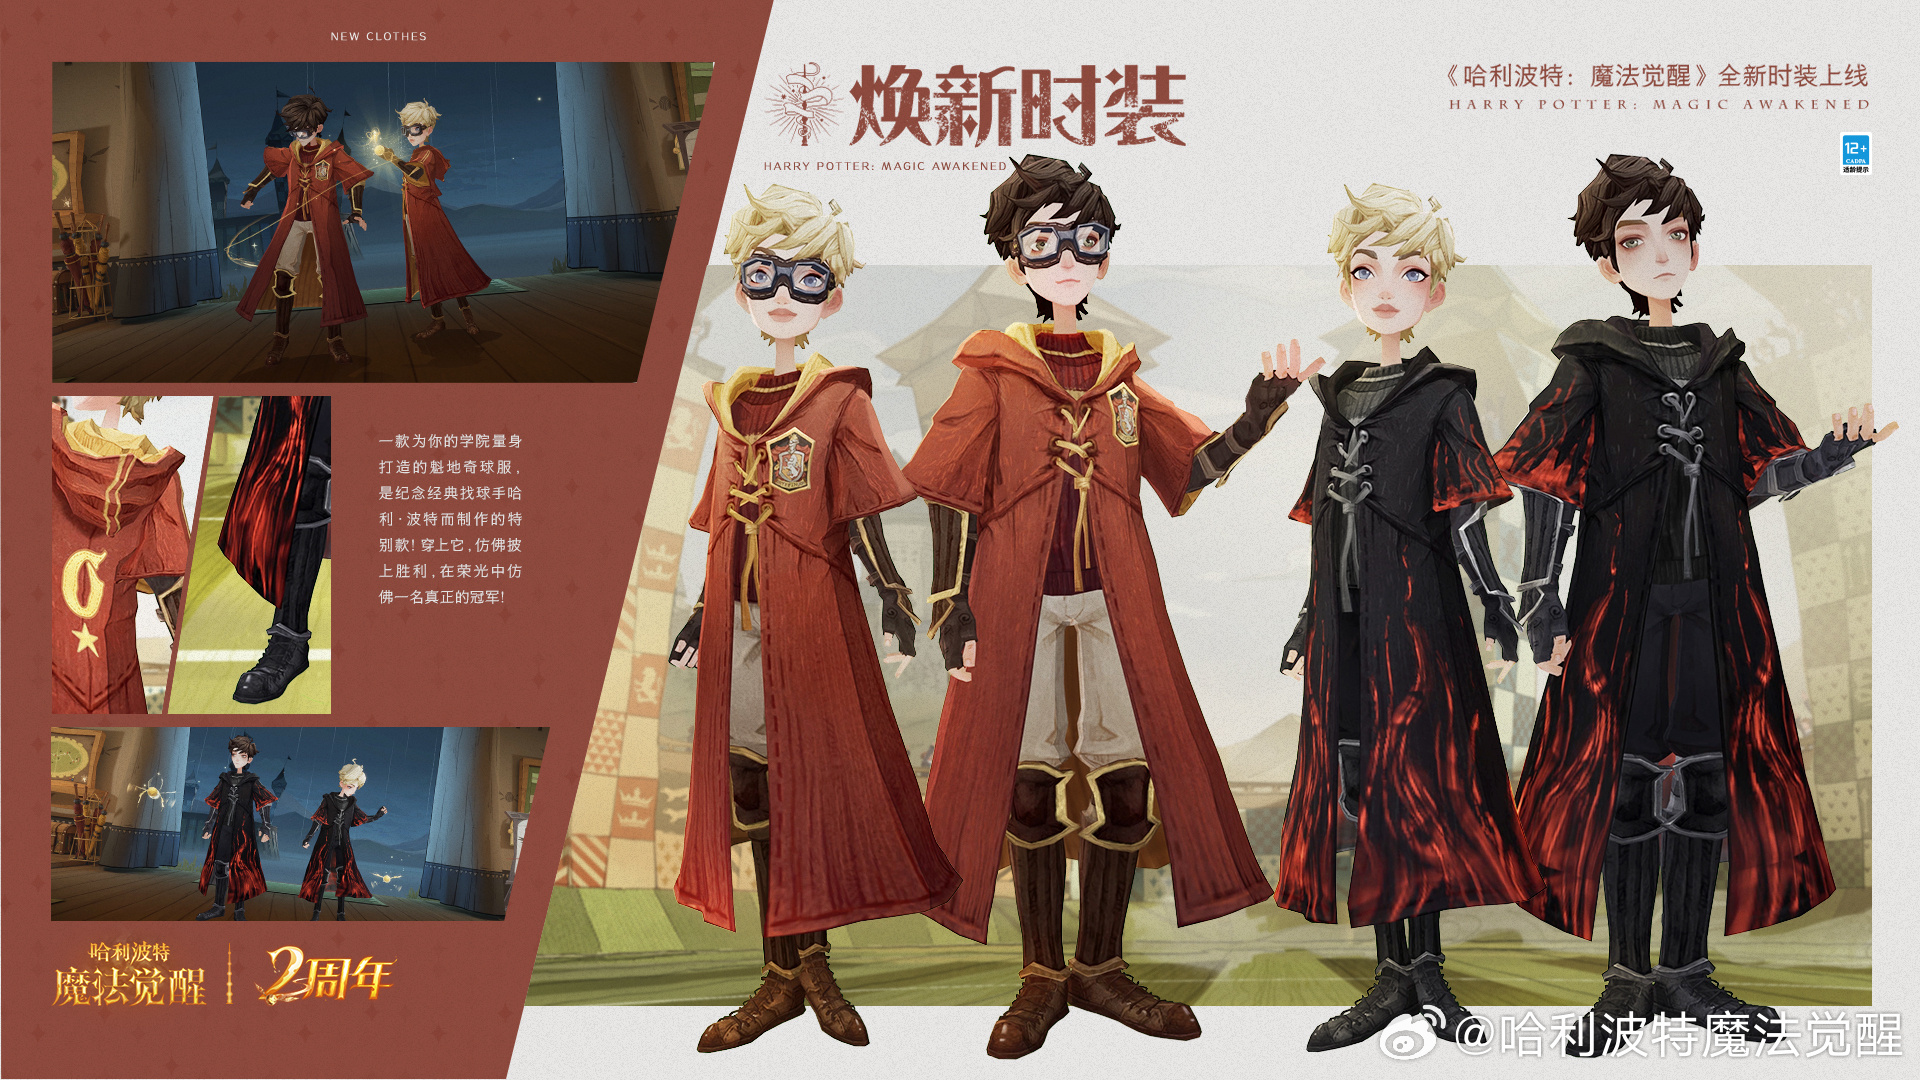 NEW CLOTHES
焕新时装
HARRY POTTER: MAGIC AWAKENED
《哈利波特：魔法觉醒》全新时装上线
HARRY POTTER: MAGIC AWAKENED
12+
CADPA
适龄提示
一款为你的学院量身
打造的魁地奇球服，
是纪念经典找球手哈
利·波特而制作的特
别款！穿上它，仿佛披
上胜利，在荣光中仿
佛一名真正的冠军！
哈利波特
魔法觉醒
2周年
@哈利波特魔法觉醒